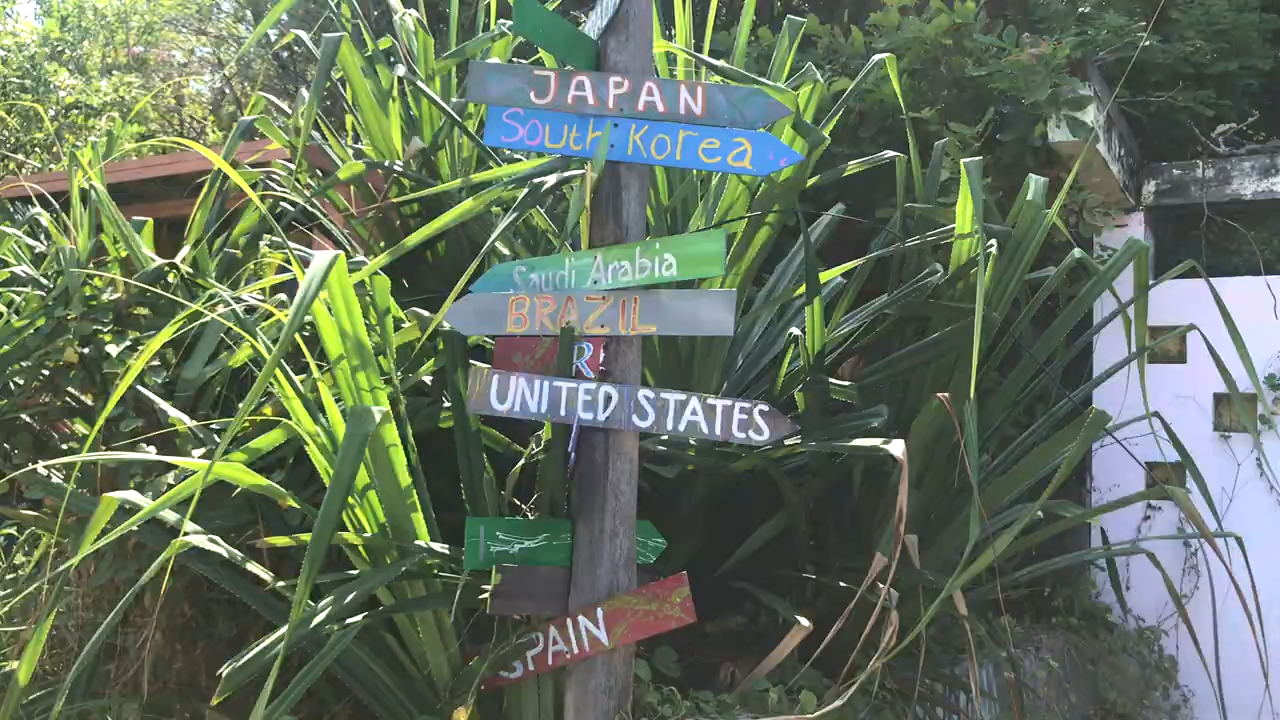 JAPAN
South Korea
Saudi Arabia
BRAZIL
R
UNITED STATES
SPAIN